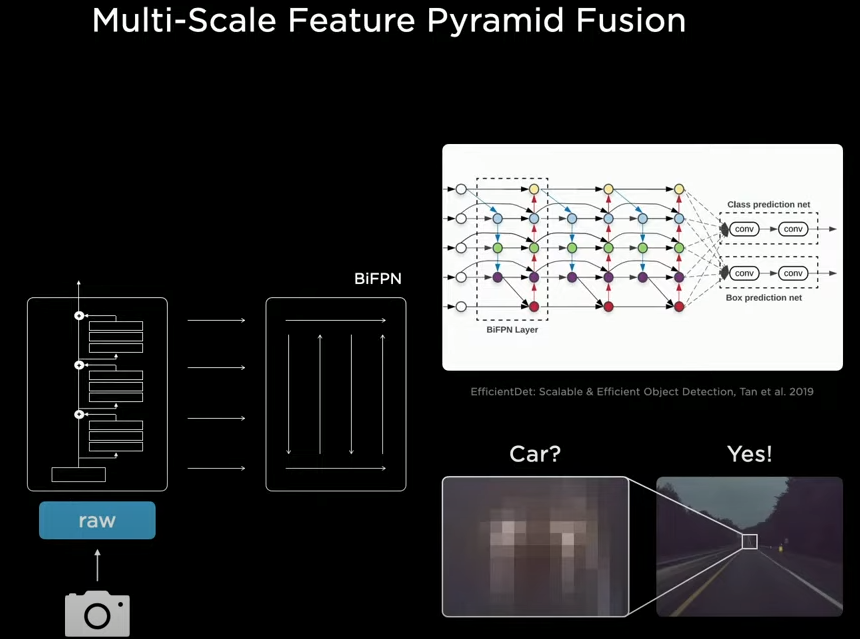 Multi-Scale Feature Pyramid Fusion
BiFPN
raw
Class prediction net
conv conv
conv conv
Box prediction net
BiFPN Layer
EfficientDet: Scalable & Efficient Object Detection, Tan et al. 2019
Car? Yes!